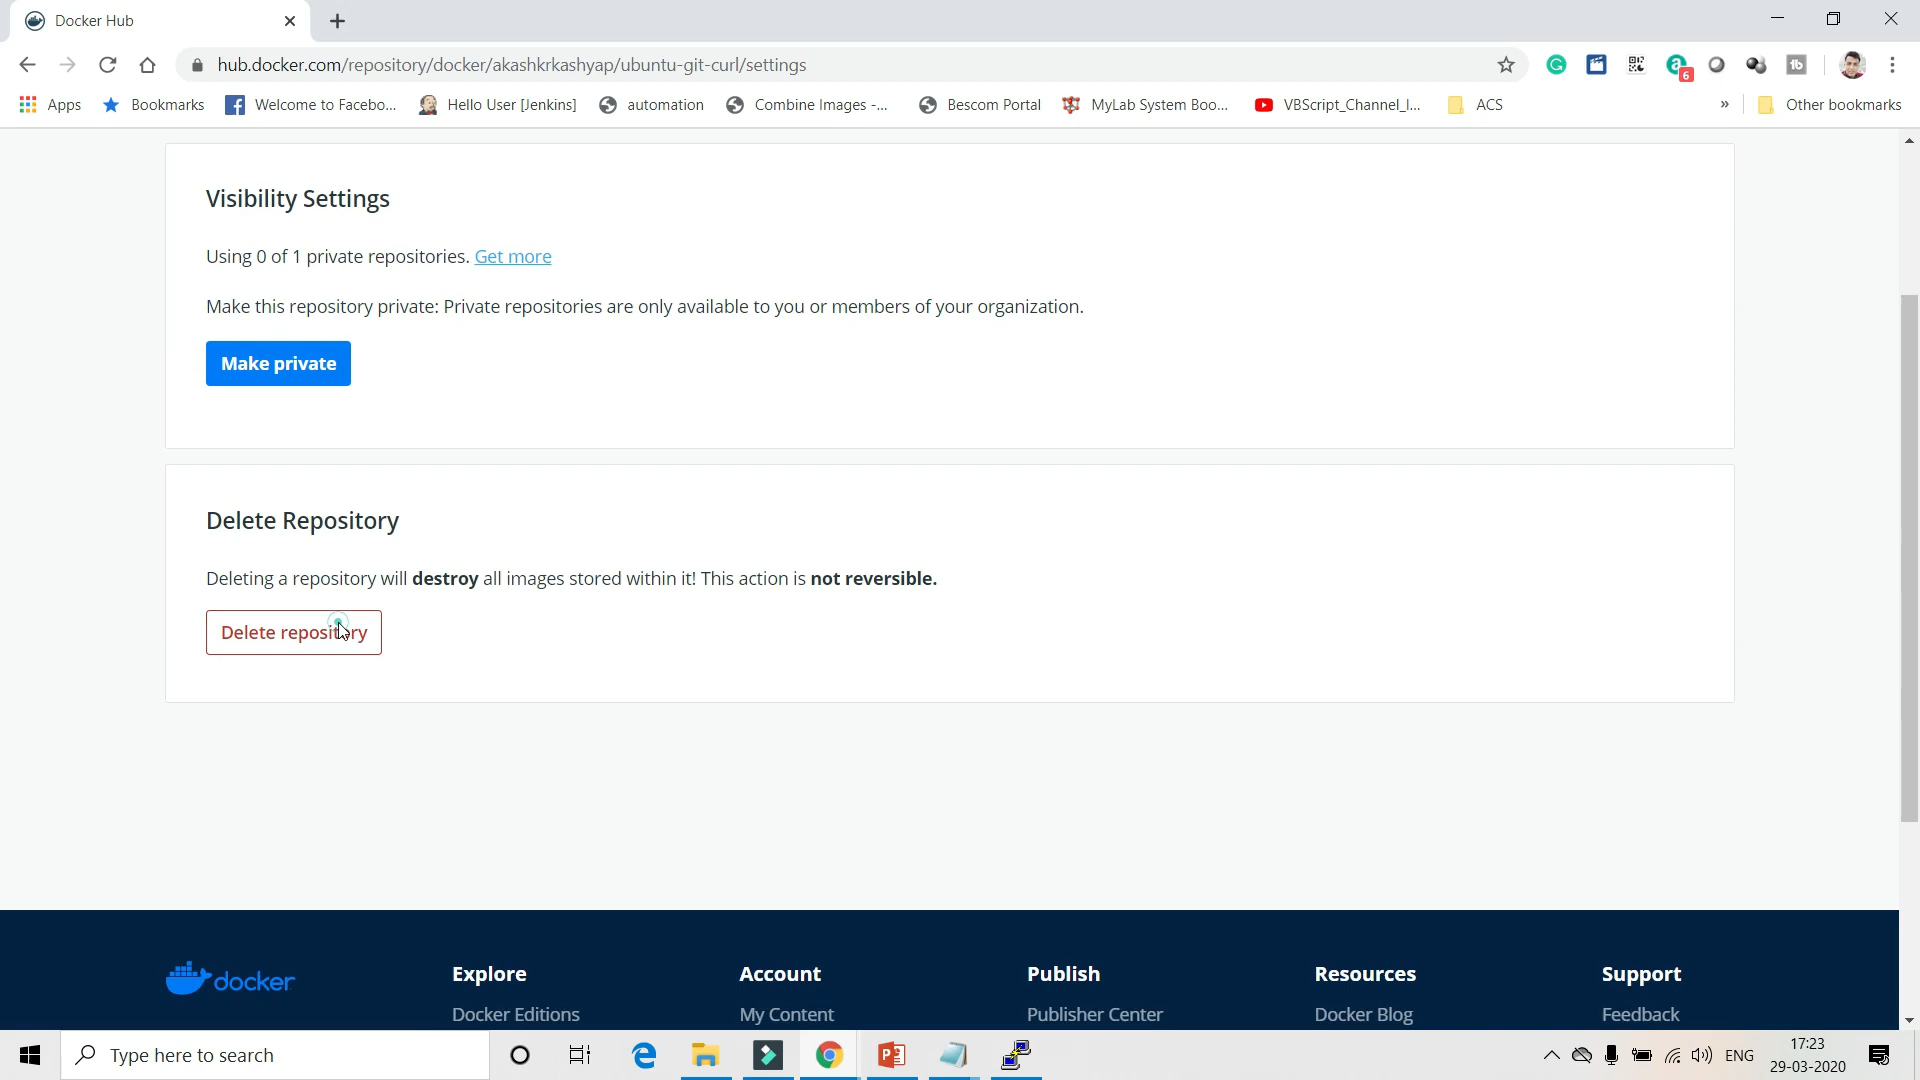 Docker Hub
hub.docker.com/repository/docker/akashkrkashyap/ubuntu-git-curl/settings
6
Apps
Bookmarks
Welcome to Facebo...
Hello User [Jenkins]
automation
Combine Images -...
Bescom Portal
MyLab System Boo...
VBScript_Channel_I...
ACS
»
Other bookmarks
Visibility Settings
Using 0 of 1 private repositories. Get more
Make this repository private: Private repositories are only available to you or members of your organization.
Make private
Delete Repository
Deleting a repository will destroy all images stored within it! This action is not reversible.
Delete repository
docker
Explore
Account
Publish
Resources
Support
Docker Editions
My Content
Publisher Center
Docker Blog
Feedback
Type here to search
ENG
17:23
29-03-2020